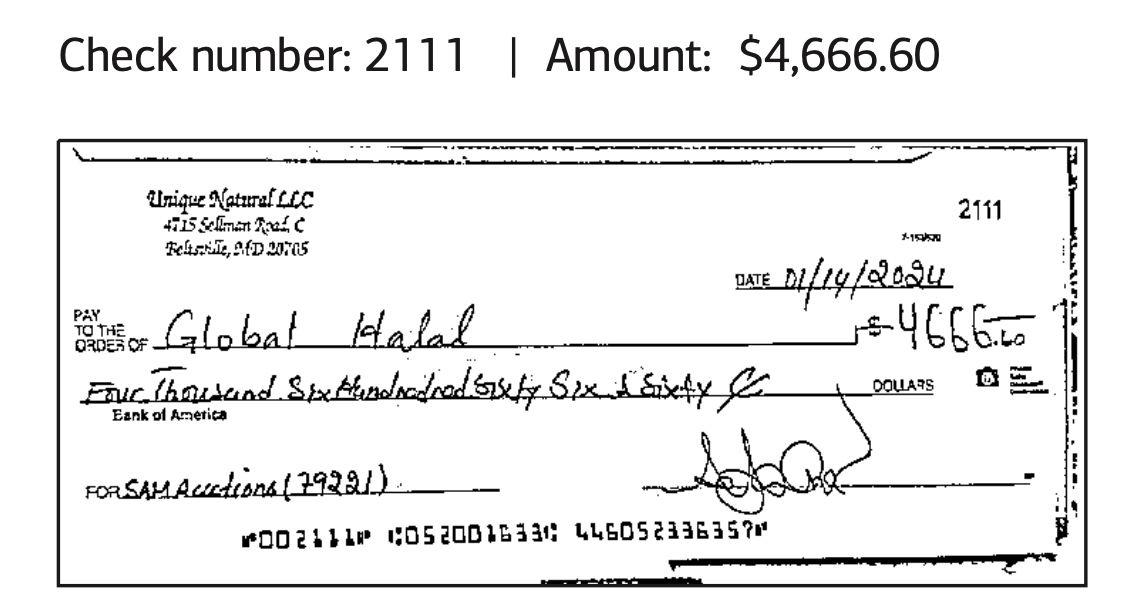 Check number: 2111 | Amount: $4,666.60
Unique Natural LLC
2111
4715 Sellman Road, C
Beltsville, MD 20705
DATE 01/14/2024
PAY
TO THE
ORDER OF Global Halal $ 4666.60
Four Thousand Six Hundredred Sixty Six & Sixty C DOLLARS
Bank of America
FOR SAM Auctions (79221)
⑈002111⑈ ⑆052001633⑆ 446052336357⑈